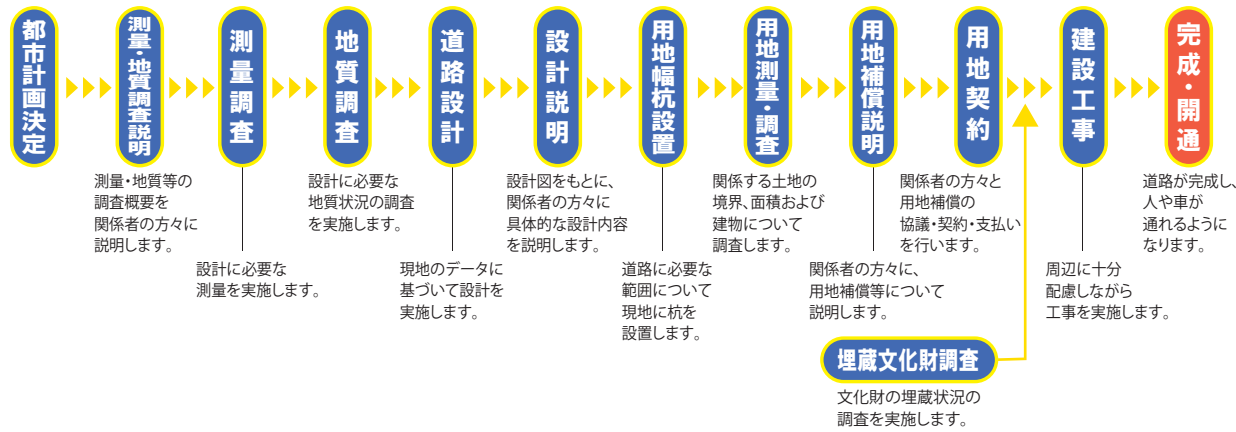 都市計画決定
測量・地質調査説明
測量・地質等の
調査概要を
関係者の方々に
説明します。
測量調査
設計に必要な
測量を実施します。
地質調査
設計に必要な
地質状況の調査
を実施します。
道路設計
現地のデータに
基づいて設計を
実施します。
設計説明
設計図をもとに、
関係者の方々に
具体的な設計内容
を説明します。
用地幅杭設置
道路に必要な
範囲について
現地に杭を
設置します。
用地測量・調査
関係する土地の
境界、面積および
建物について
調査します。
用地補償説明
関係者の方々に、
用地補償等について
説明します。
用地契約
関係者の方々と
用地補償の
協議・契約・支払い
を行います。
埋蔵文化財調査
文化財の埋蔵状況の
調査を実施します。
建設工事
周辺に十分
配慮しながら
工事を実施します。
完成・開通
道路が完成し、
人や車が
通れるように
なります。